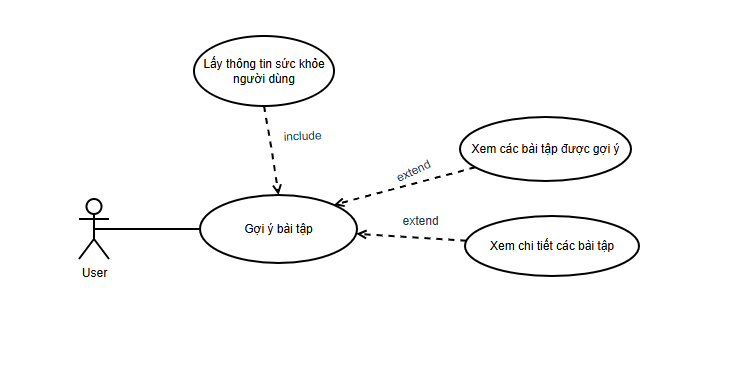 Lấy thông tin sức khỏe
người dùng
include
Xem các bài tập được gợi ý
extend
extend
Gợi ý bài tập
Xem chi tiết các bài tập
User